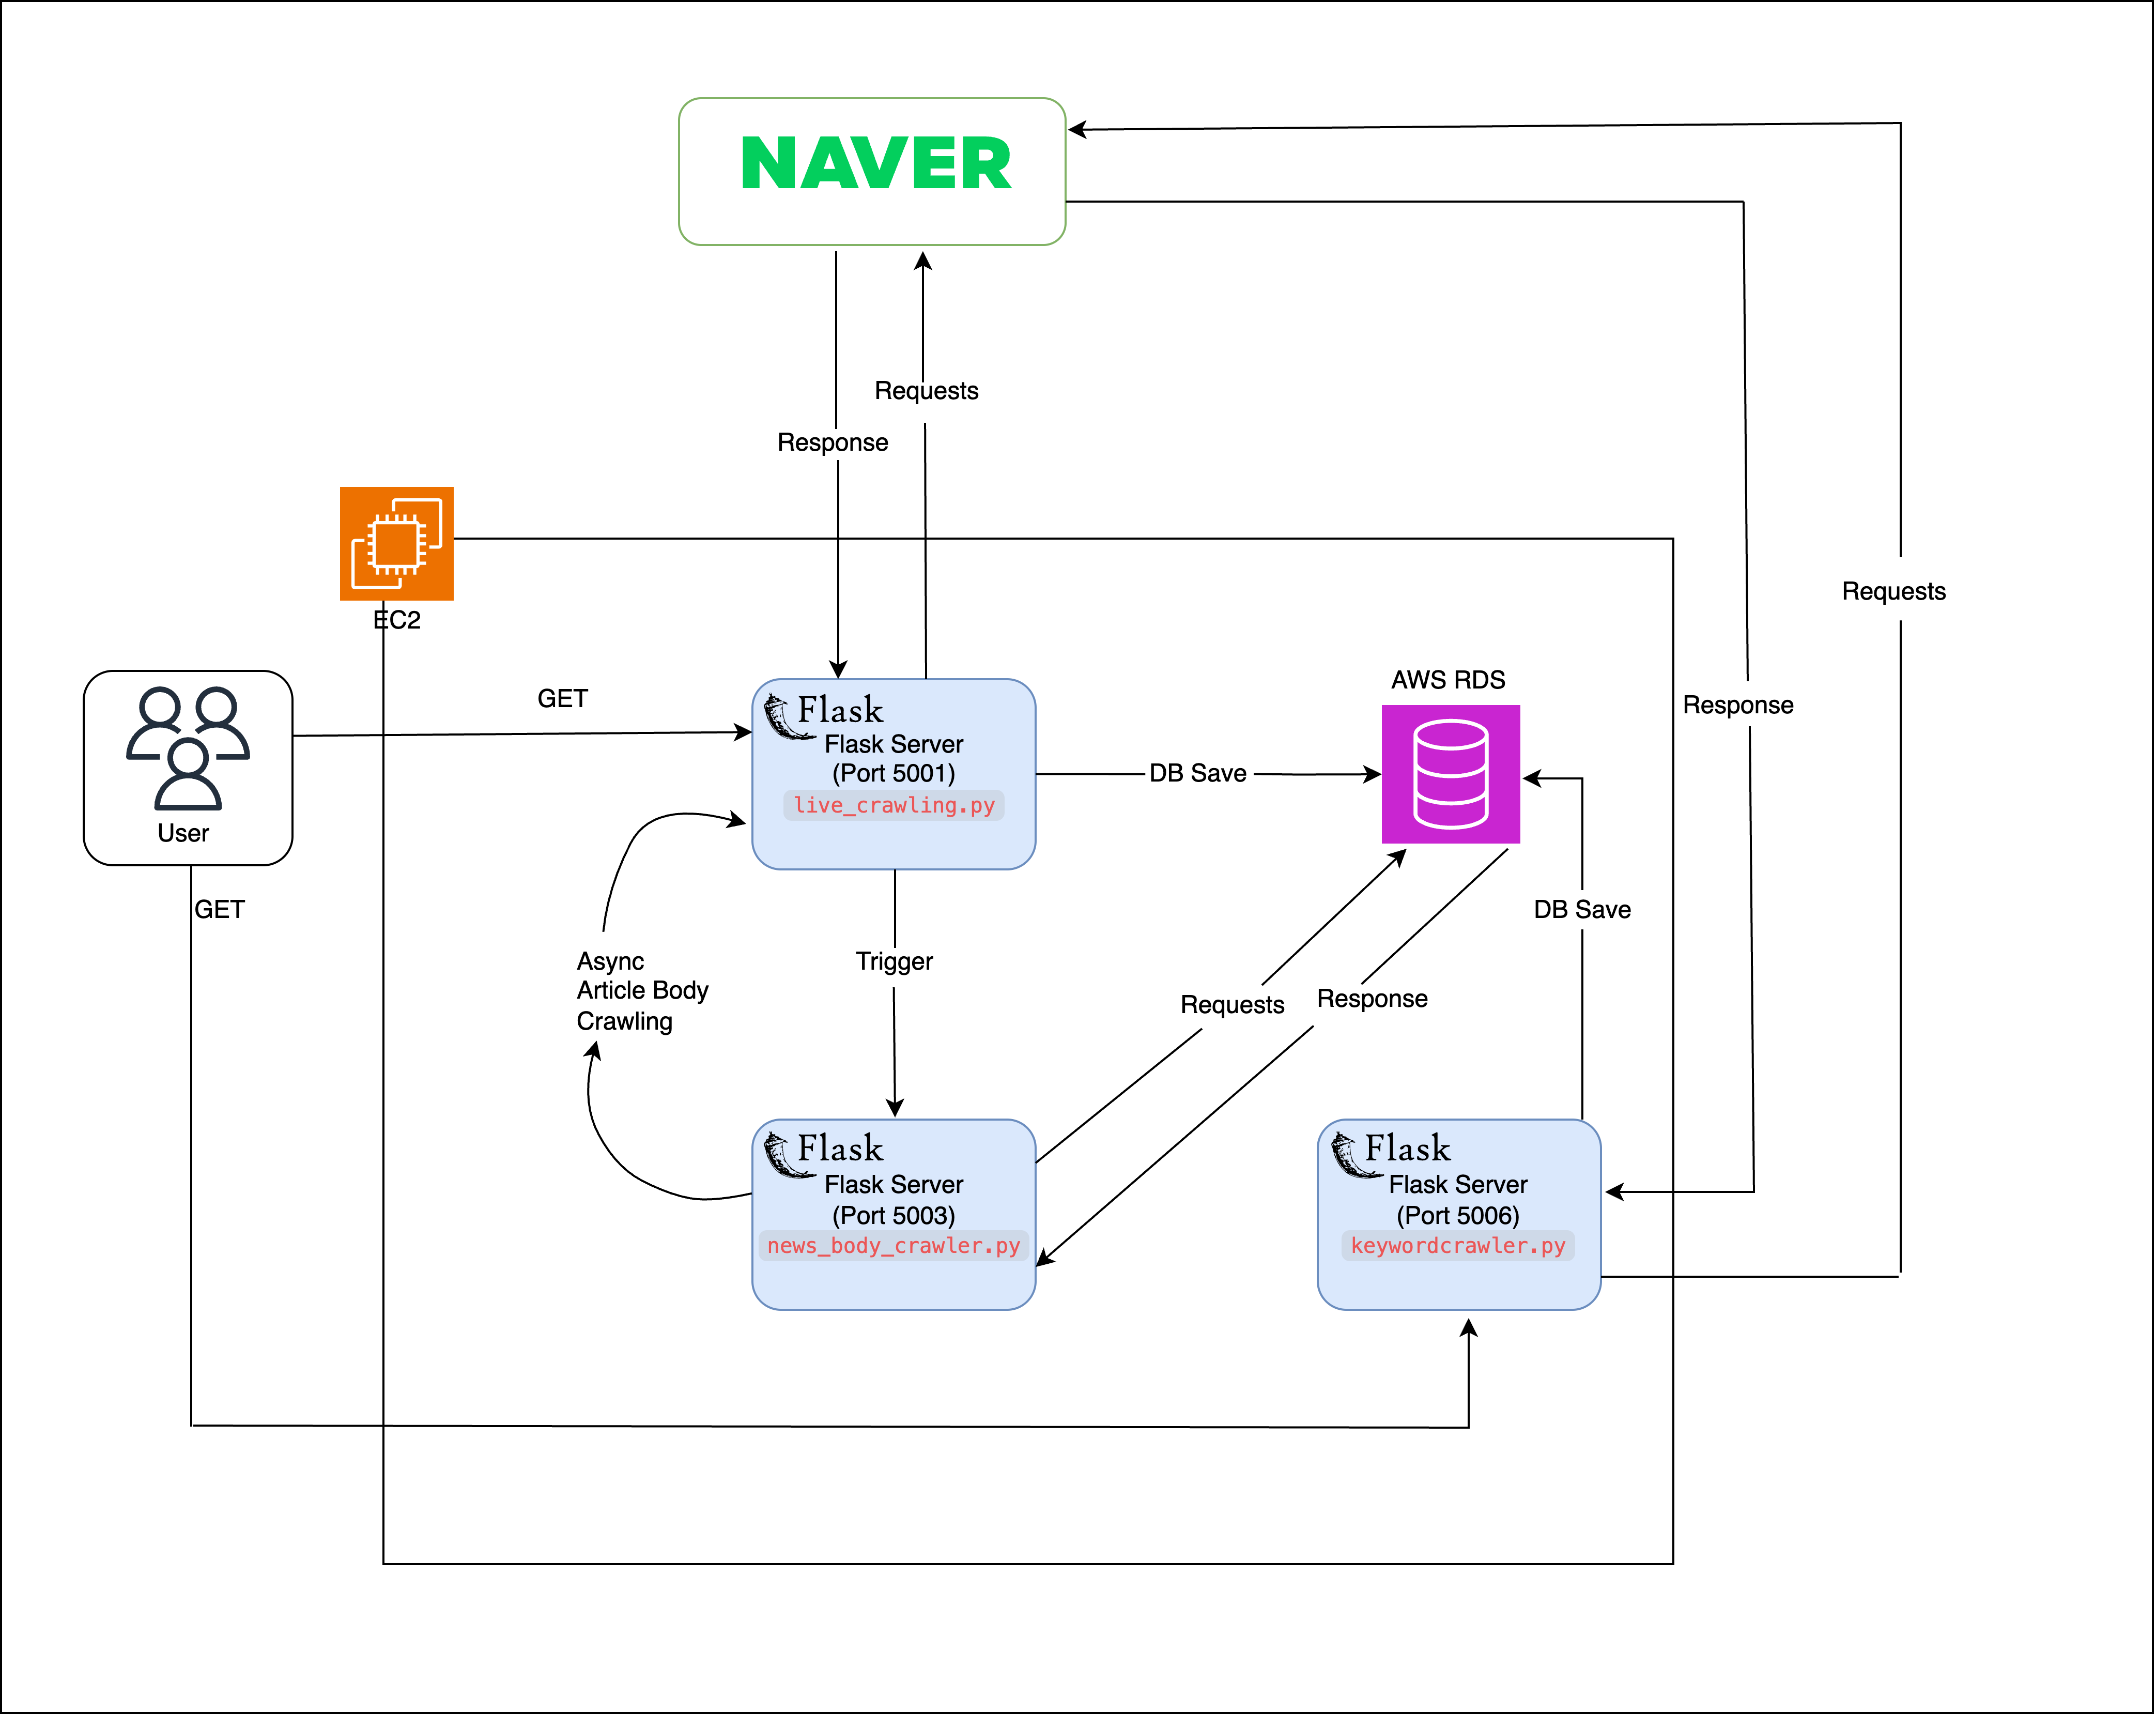 NAVER
Requests
Response
EC2
Requests
AWS RDS
GET
Response
Flask
Flask Server
(Port 5001)
live_crawling.py
DB Save
User
GET
DB Save
Async
Article Body
Crawling
Trigger
Requests
Response
Flask
Flask Server
(Port 5003)
news_body_crawler.py
Flask
Flask Server
(Port 5006)
keywordcrawler.py